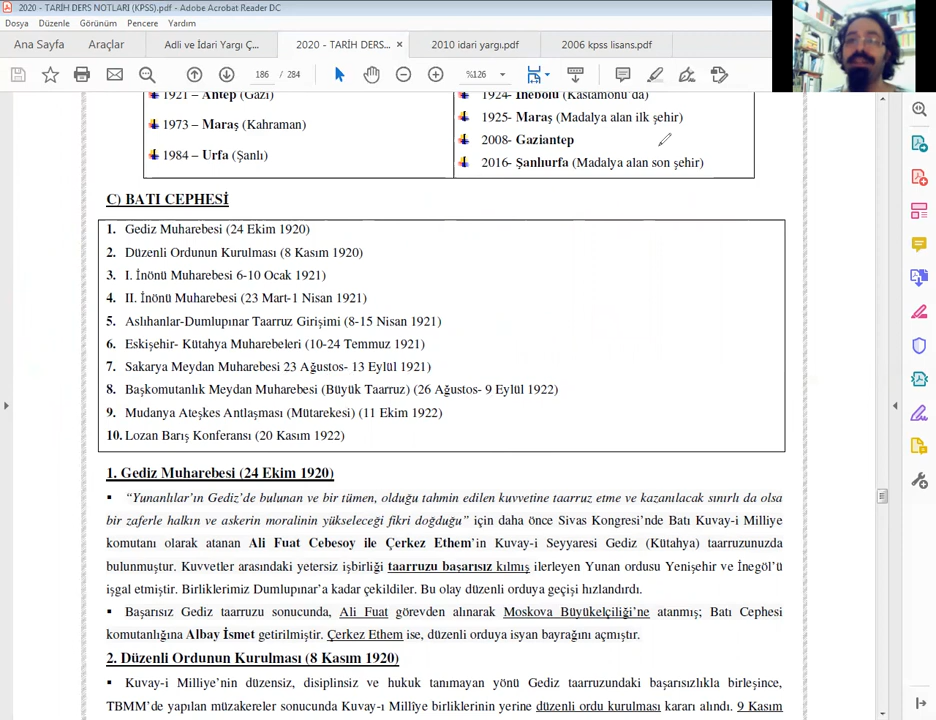 2020 - TARİH DERS NOTLARI (KPSS).pdf - Adobe Acrobat Reader DC
Dosya Düzenle Görünüm Pencere Yardım
Ana Sayfa Araçlar Adli ve İdari Yargı Ç... 2020 - TARİH DERS... × 2010 idari yargı.pdf 2006 kpss lisans.pdf
186 / 284 %126
1921 – Antep (Gazi)
1973 – Maraş (Kahraman)
1984 – Urfa (Şanlı)
1924- İnebolu (Kastamonu'da)
1925- Maraş (Madalya alan ilk şehir)
2008- Gaziantep
2016- Şanlıurfa (Madalya alan son şehir)
C) BATI CEPHESİ
1. Gediz Muharebesi (24 Ekim 1920)
2. Düzenli Ordunun Kurulması (8 Kasım 1920)
3. I. İnönü Muharebesi 6-10 Ocak 1921)
4. II. İnönü Muharebesi (23 Mart-1 Nisan 1921)
5. Aslıhanlar-Dumlupınar Taarruz Girişimi (8-15 Nisan 1921)
6. Eskişehir- Kütahya Muharebeleri (10-24 Temmuz 1921)
7. Sakarya Meydan Muharebesi 23 Ağustos- 13 Eylül 1921)
8. Başkomutanlık Meydan Muharebesi (Büyük Taarruz) (26 Ağustos- 9 Eylül 1922)
9. Mudanya Ateşkes Antlaşması (Mütarekesi) (11 Ekim 1922)
10. Lozan Barış Konferansı (20 Kasım 1922)
1. Gediz Muharebesi (24 Ekim 1920)
▪ "Yunanlılar'ın Gediz'de bulunan ve bir tümen, olduğu tahmin edilen kuvvetine taarruz etme ve kazanılacak sınırlı da olsa
bir zaferle halkın ve askerin moralinin yükseleceği fikri doğduğu" için daha önce Sivas Kongresi'nde Batı Kuvay-i Milliye
komutanı olarak atanan Ali Fuat Cebesoy ile Çerkez Ethem'in Kuvay-i Seyyaresi Gediz (Kütahya) taarruzunuzda
bulunmuştur. Kuvvetler arasındaki yetersiz işbirliği taarruzu başarısız kılmış ilerleyen Yunan ordusu Yenişehir ve İnegöl'ü
işgal etmiştir. Birliklerimiz Dumlupınar'a kadar çekildiler. Bu olay düzenli orduya geçişi hızlandırdı.
▪ Başarısız Gediz taarruzu sonucunda, Ali Fuat görevden alınarak Moskova Büyükelçiliği'ne atanmış; Batı Cephesi
komutanlığına Albay İsmet getirilmiştir. Çerkez Ethem ise, düzenli orduya isyan bayrağını açmıştır.
2. Düzenli Ordunun Kurulması (8 Kasım 1920)
▪ Kuvay-i Milliye'nin düzensiz, disiplinsiz ve hukuk tanımayan yönü Gediz taarruzundaki başarısızlıkla birleşince,
TBMM'de yapılan müzakereler sonucunda Kuvay-ı Millîye birliklerinin yerine düzenli ordu kurulması kararı alındı. 9 Kasım